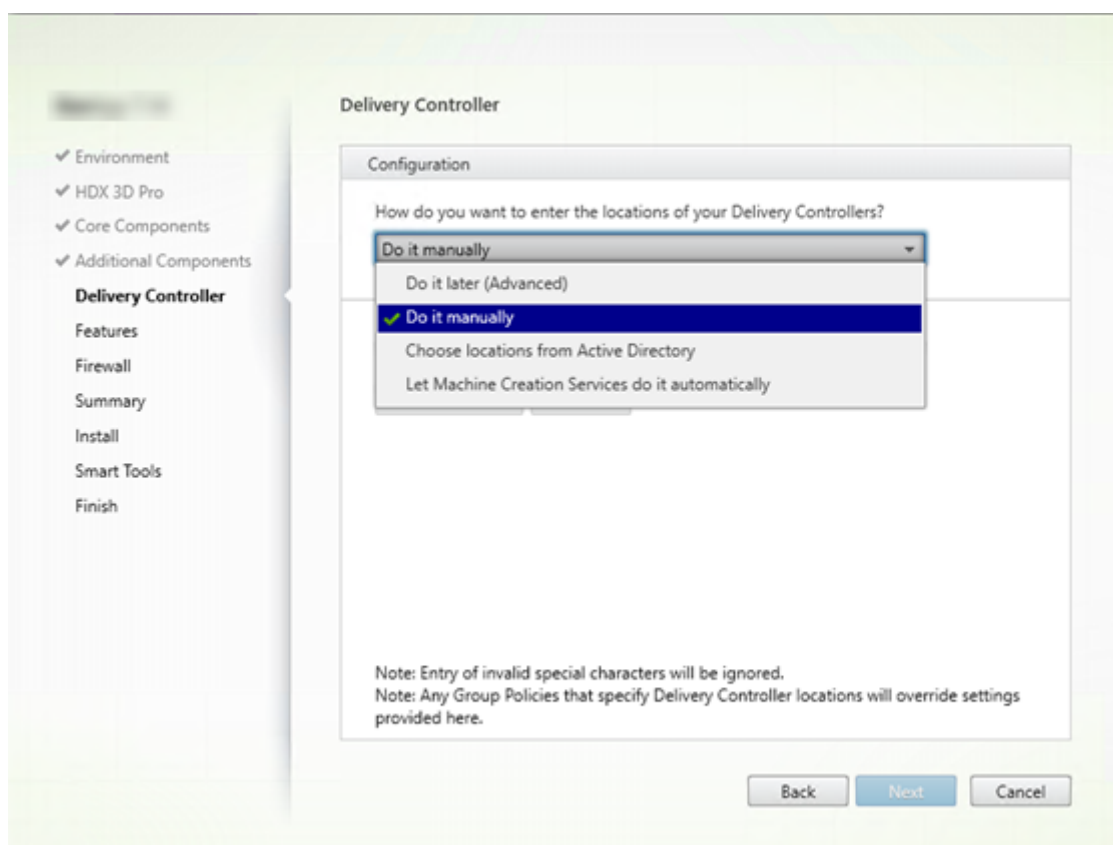 Delivery Controller
Environment
HDX 3D Pro
Core Components
Additional Components
Delivery Controller
Features
Firewall
Summary
Install
Smart Tools
Finish
Configuration
How do you want to enter the locations of your Delivery Controllers?
Do it manually
Do it later (Advanced)
Do it manually
Choose locations from Active Directory
Let Machine Creation Services do it automatically
Note: Entry of invalid special characters will be ignored.
Note: Any Group Policies that specify Delivery Controller locations will override settings
provided here.
Back
Next
Cancel